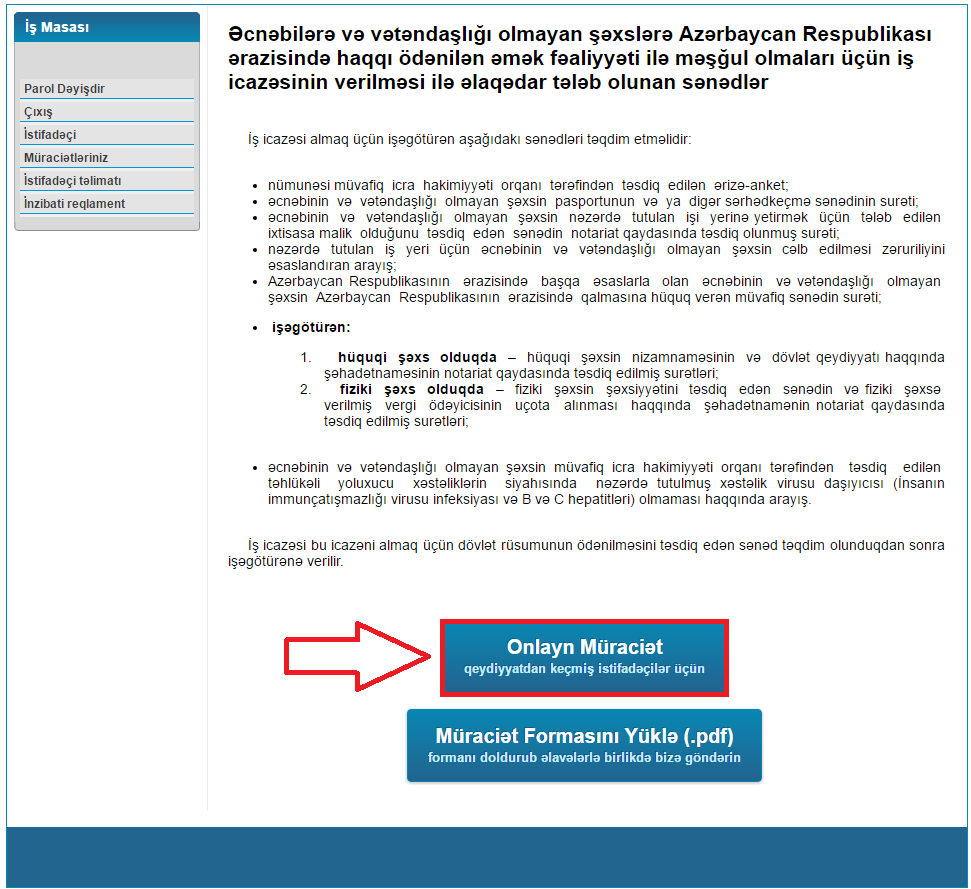 İş Masası
Parol Dəyişdir
Çıxış
İstifadəçi
Müraciətləriniz
İstifadəçi təlimatı
İnzibati reqlament
Əcnəbilərə və vətəndaşlığı olmayan şəxslərə Azərbaycan Respublikası
ərazisində haqqı ödənilən əmək fəaliyyəti ilə məşğul olmaları üçün iş
icazəsinin verilməsi ilə əlaqədar tələb olunan sənədlər
İş icazəsi almaq üçün işəgötürən aşağıdakı sənədləri təqdim etməlidir:
• nümunəsi müvafiq icra hakimiyyəti orqanı tərəfindən təsdiq edilən ərizə-anket;
• əcnəbinin və vətəndaşlığı olmayan şəxsin pasportunun və ya digər sərhədkeçmə sənədinin surəti;
• əcnəbinin və vətəndaşlığı olmayan şəxsin nəzərdə tutulan işi yerinə yetirmək üçün tələb edilən
ixtisasa malik olduğunu təsdiq edən sənədin notariat qaydasında təsdiq olunmuş surəti;
• nəzərdə tutulan iş yeri üçün əcnəbinin və vətəndaşlığı olmayan şəxsin cəlb edilməsi zəruriliyini
əsaslandıran arayış;
• Azərbaycan Respublikasının ərazisində başqa əsaslarla olan əcnəbinin və vətəndaşlığı olmayan
şəxsin Azərbaycan Respublikasının ərazisində qalmasına hüquq verən müvafiq sənədin surəti;
• işəgötürən:
1. hüquqi şəxs olduqda – hüquqi şəxsin nizamnaməsinin və dövlət qeydiyyatı haqqında
şəhadətnaməsinin notariat qaydasında təsdiq edilmiş surətləri;
2. fiziki şəxs olduqda – fiziki şəxsin şəxsiyyətini təsdiq edən sənədin və fiziki şəxsə
verilmiş vergi ödəyicisinin uçota alınması haqqında şəhadətnamənin notariat qaydasında
təsdiq edilmiş surətləri;
• əcnəbinin və vətəndaşlığı olmayan şəxsin müvafiq icra hakimiyyəti orqanı tərəfindən təsdiq edilən
təhlükəli yoluxucu xəstəliklərin siyahısında nəzərdə tutulmuş xəstəlik virusu daşıyıcısı (İnsanın
immunçatışmazlığı virusu infeksiyası və B və C hepatitləri) olmaması haqqında arayış.
İş icazəsi bu icazəni almaq üçün dövlət rüsumunun ödənilməsini təsdiq edən sənəd təqdim olunduqdan sonra
işəgötürənə verilir.
Onlayn Müraciət
qeydiyyatdan keçmiş istifadəçilər üçün
Müraciət Formasını Yüklə (.pdf)
formanı doldurub əlavələrlə birlikdə bizə göndərin